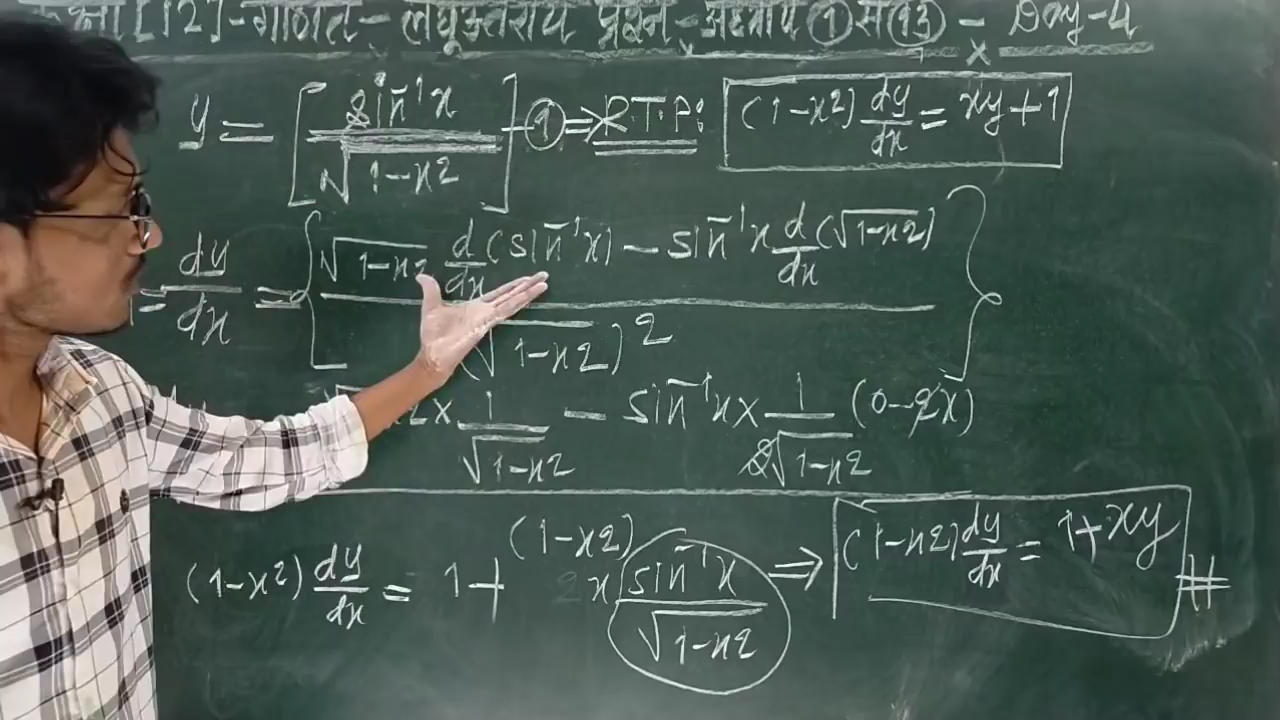 [12]-गणित-लघुउत्तरीय प्रश्न-अध्याय ① से ⑬ - Day-4
y = [sin⁻¹x / √(1-x²)] -① => R.T.P: (1-x²) dy/dx = xy+1
dy/dx = {√(1-x²) d/dx (sin⁻¹x) - sin⁻¹x d/dx (√(1-x²)) / (√(1-x²))²}
x 1/√(1-x²) - sin⁻¹x x 1/2√(1-x²) (0-2x)
(1-x²)
(1-x²) dy/dx = 1+ x sin⁻¹x / √(1-x²) => (1-x²) dy/dx = 1+xy #